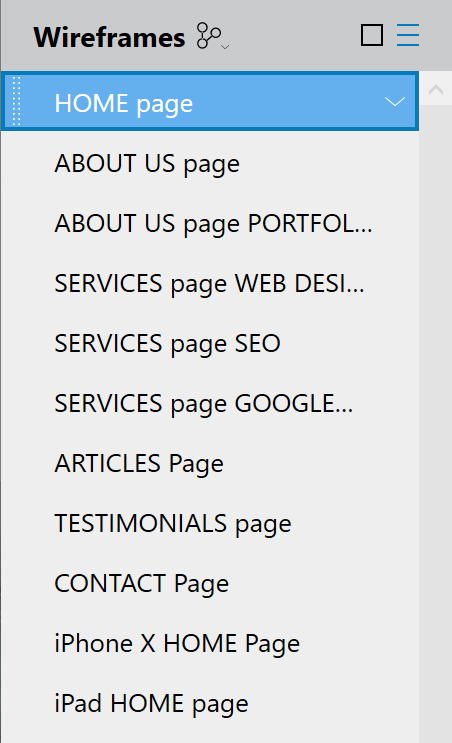 Wireframes
HOME page
ABOUT US page
ABOUT US page PORTFOL...
SERVICES page WEB DESI...
SERVICES page SEO
SERVICES page GOOGLE...
ARTICLES Page
TESTIMONIALS page
CONTACT Page
iPhone X HOME Page
iPad HOME page